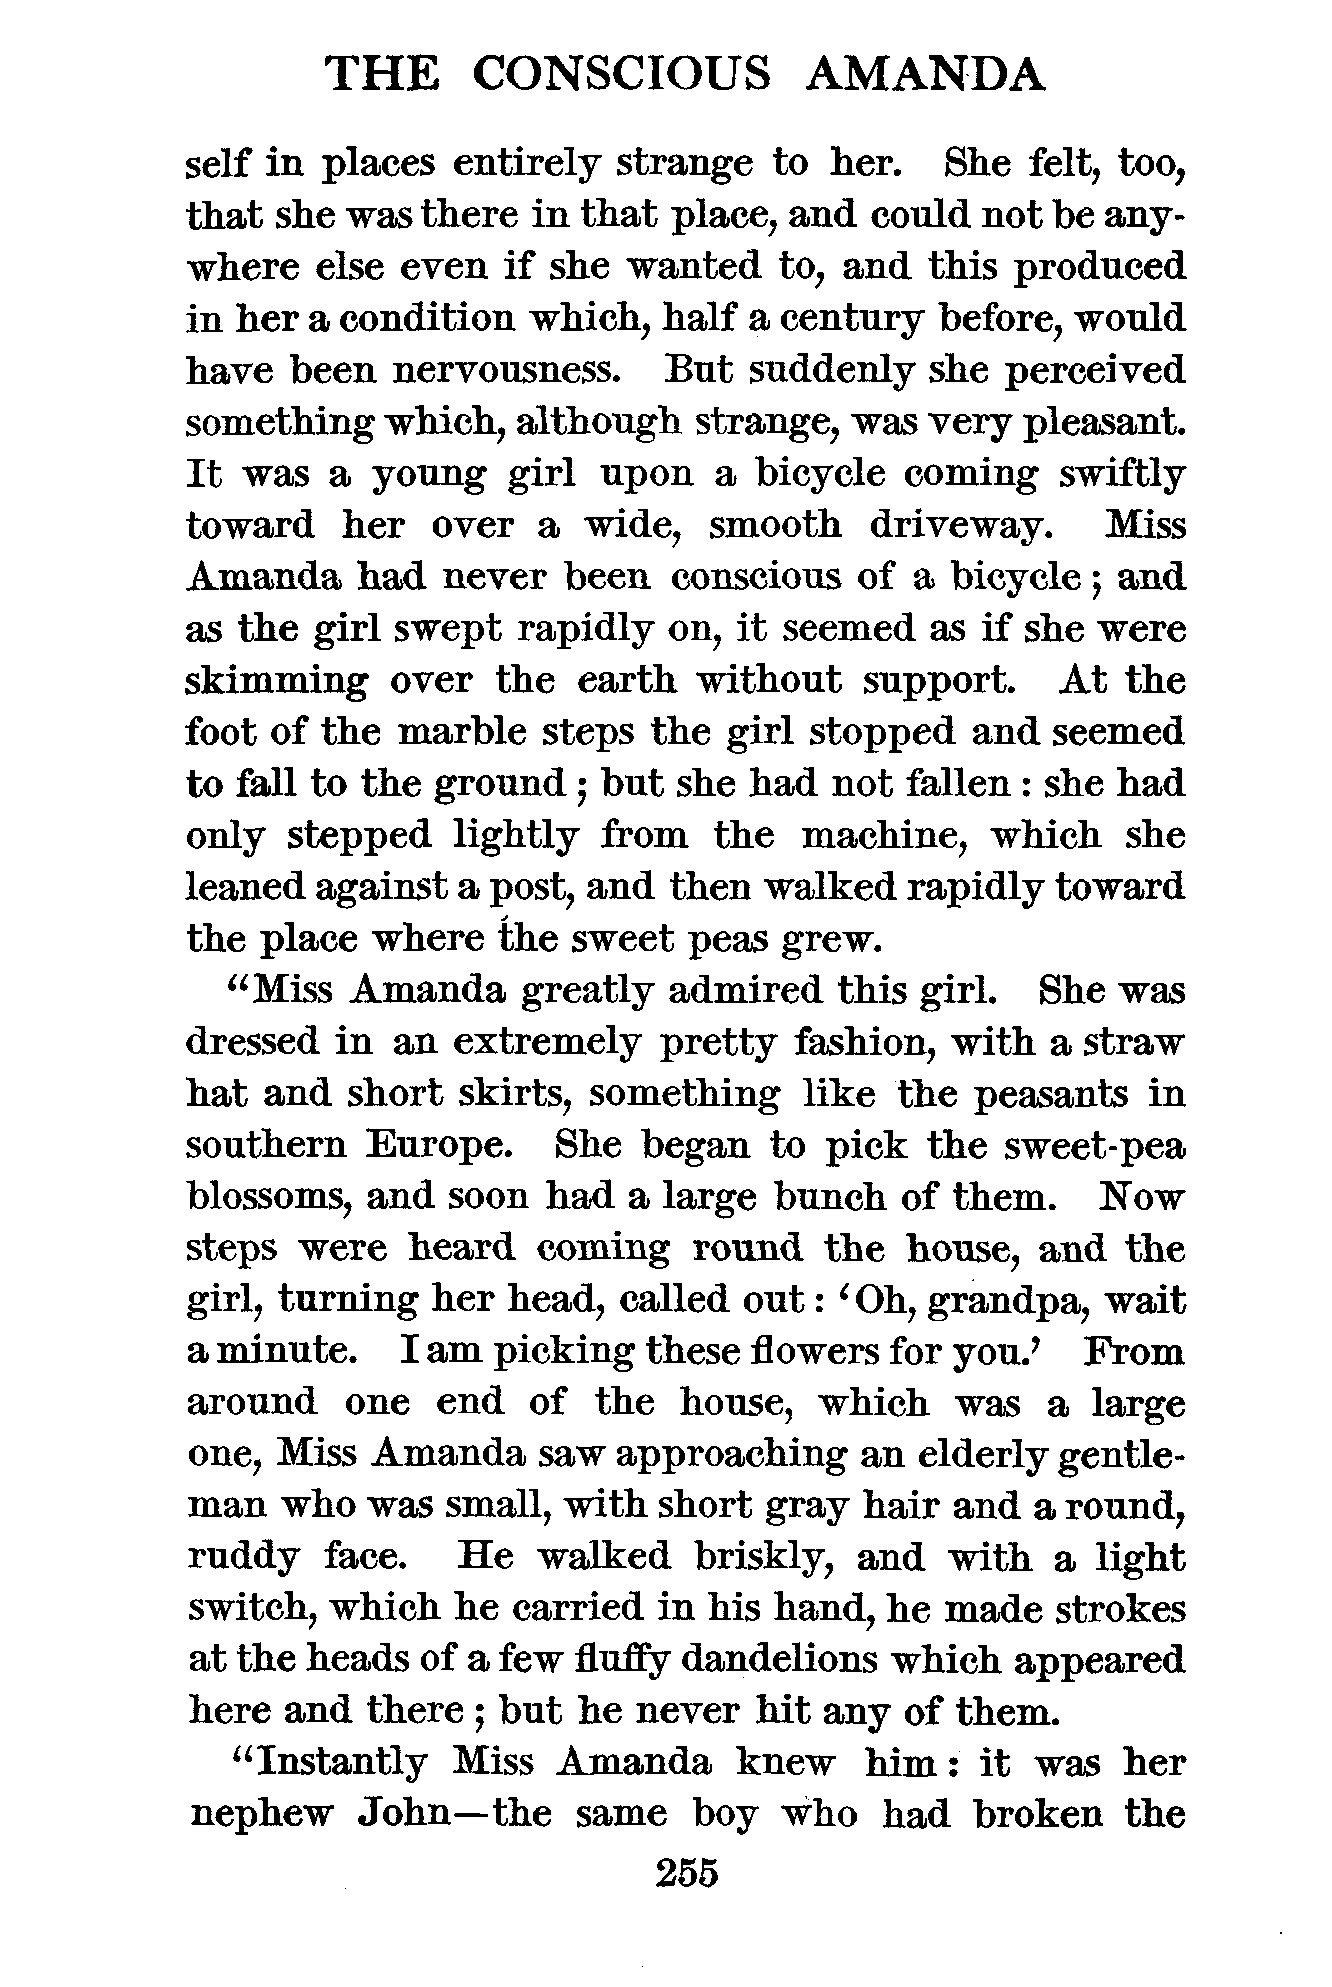 THE CONSCIOUS AMANDA
self in places entirely strange to her. She felt, too,
that she was there in that place, and could not be any-
where else even if she wanted to, and this produced
in her a condition which, half a century before, would
have been nervousness. But suddenly she perceived
something which, although strange, was very pleasant.
It was a young girl upon a bicycle coming swiftly
toward her over a wide, smooth driveway. Miss
Amanda had never been conscious of a bicycle ; and
as the girl swept rapidly on, it seemed as if she were
skimming over the earth without support. At the
foot of the marble steps the girl stopped and seemed
to fall to the ground ; but she had not fallen : she had
only stepped lightly from the machine, which she
leaned against a post, and then walked rapidly toward
the place where the sweet peas grew.
“Miss Amanda greatly admired this girl. She was
dressed in an extremely pretty fashion, with a straw
hat and short skirts, something like the peasants in
southern Europe. She began to pick the sweet-pea
blossoms, and soon had a large bunch of them. Now
steps were heard coming round the house, and the
girl, turning her head, called out : ‘Oh, grandpa, wait
a minute. I am picking these flowers for you.’ From
around one end of the house, which was a large
one, Miss Amanda saw approaching an elderly gentle-
man who was small, with short gray hair and a round,
ruddy face. He walked briskly, and with a light
switch, which he carried in his hand, he made strokes
at the heads of a few fluffy dandelions which appeared
here and there ; but he never hit any of them.
“Instantly Miss Amanda knew him : it was her
nephew John—the same boy who had broken the
255